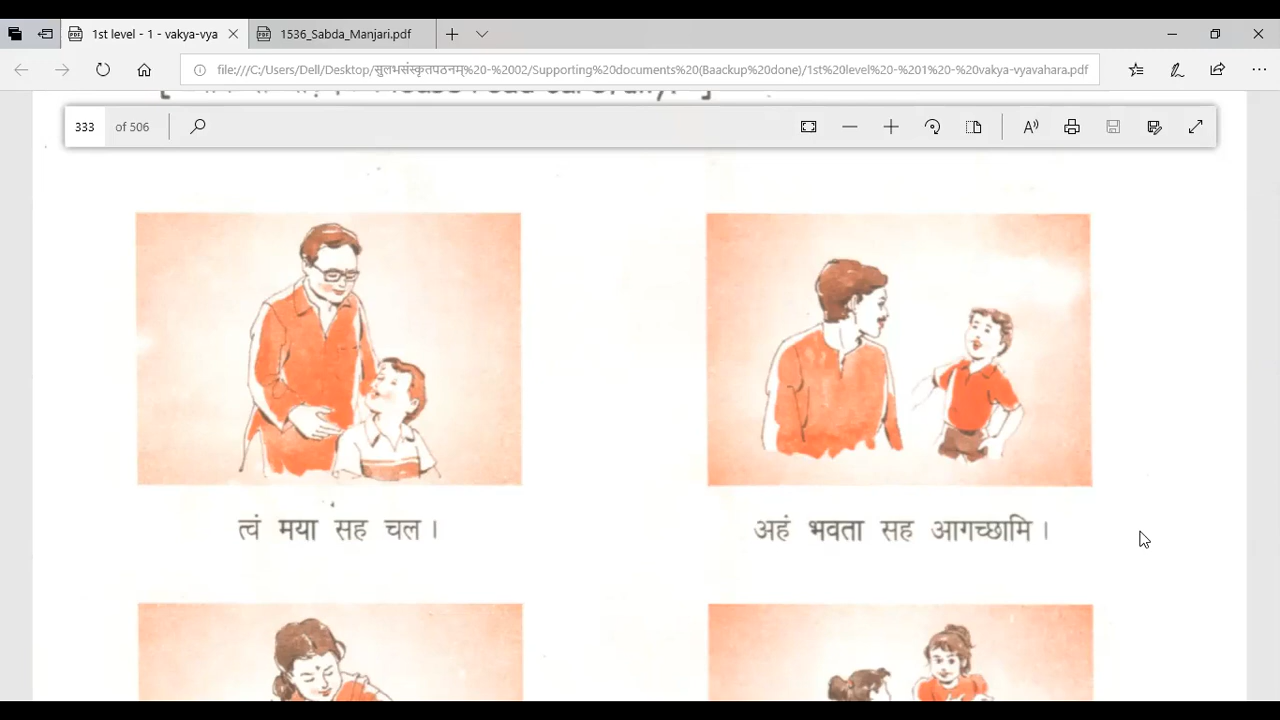 1st level - 1 - vakya-vya
1536_Sabda_Manjari.pdf
file:///C:/Users/Dell/Desktop/सुलभसंस्कृतपठनम्%20-%2002/Supporting%20documents%20(Baackup%20done)/1st%20level%20-%201%20-%20vakya-vyavahara.pdf
333 of 506
त्वं मया सह चल ।
अहं भवता सह आगच्छामि ।